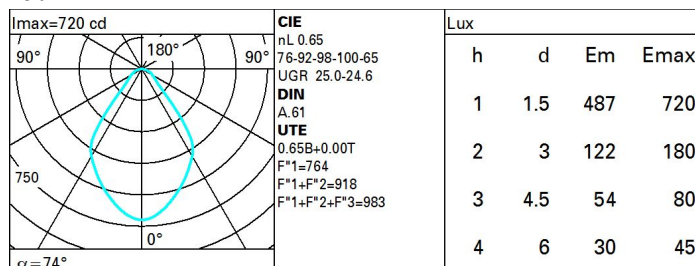 Imax=720 cd
90° 180° 90°
750
0°
α=74°
CIE
nL 0.65
76-92-98-100-65
UGR 25.0-24.6
DIN
A.61
UTE
0.65B+0.00T
F"1=764
F"1+F"2=918
F"1+F"2+F"3=983
Lux
h d Em Emax
1 1.5 487 720
2 3 122 180
3 4.5 54 80
4 6 30 45